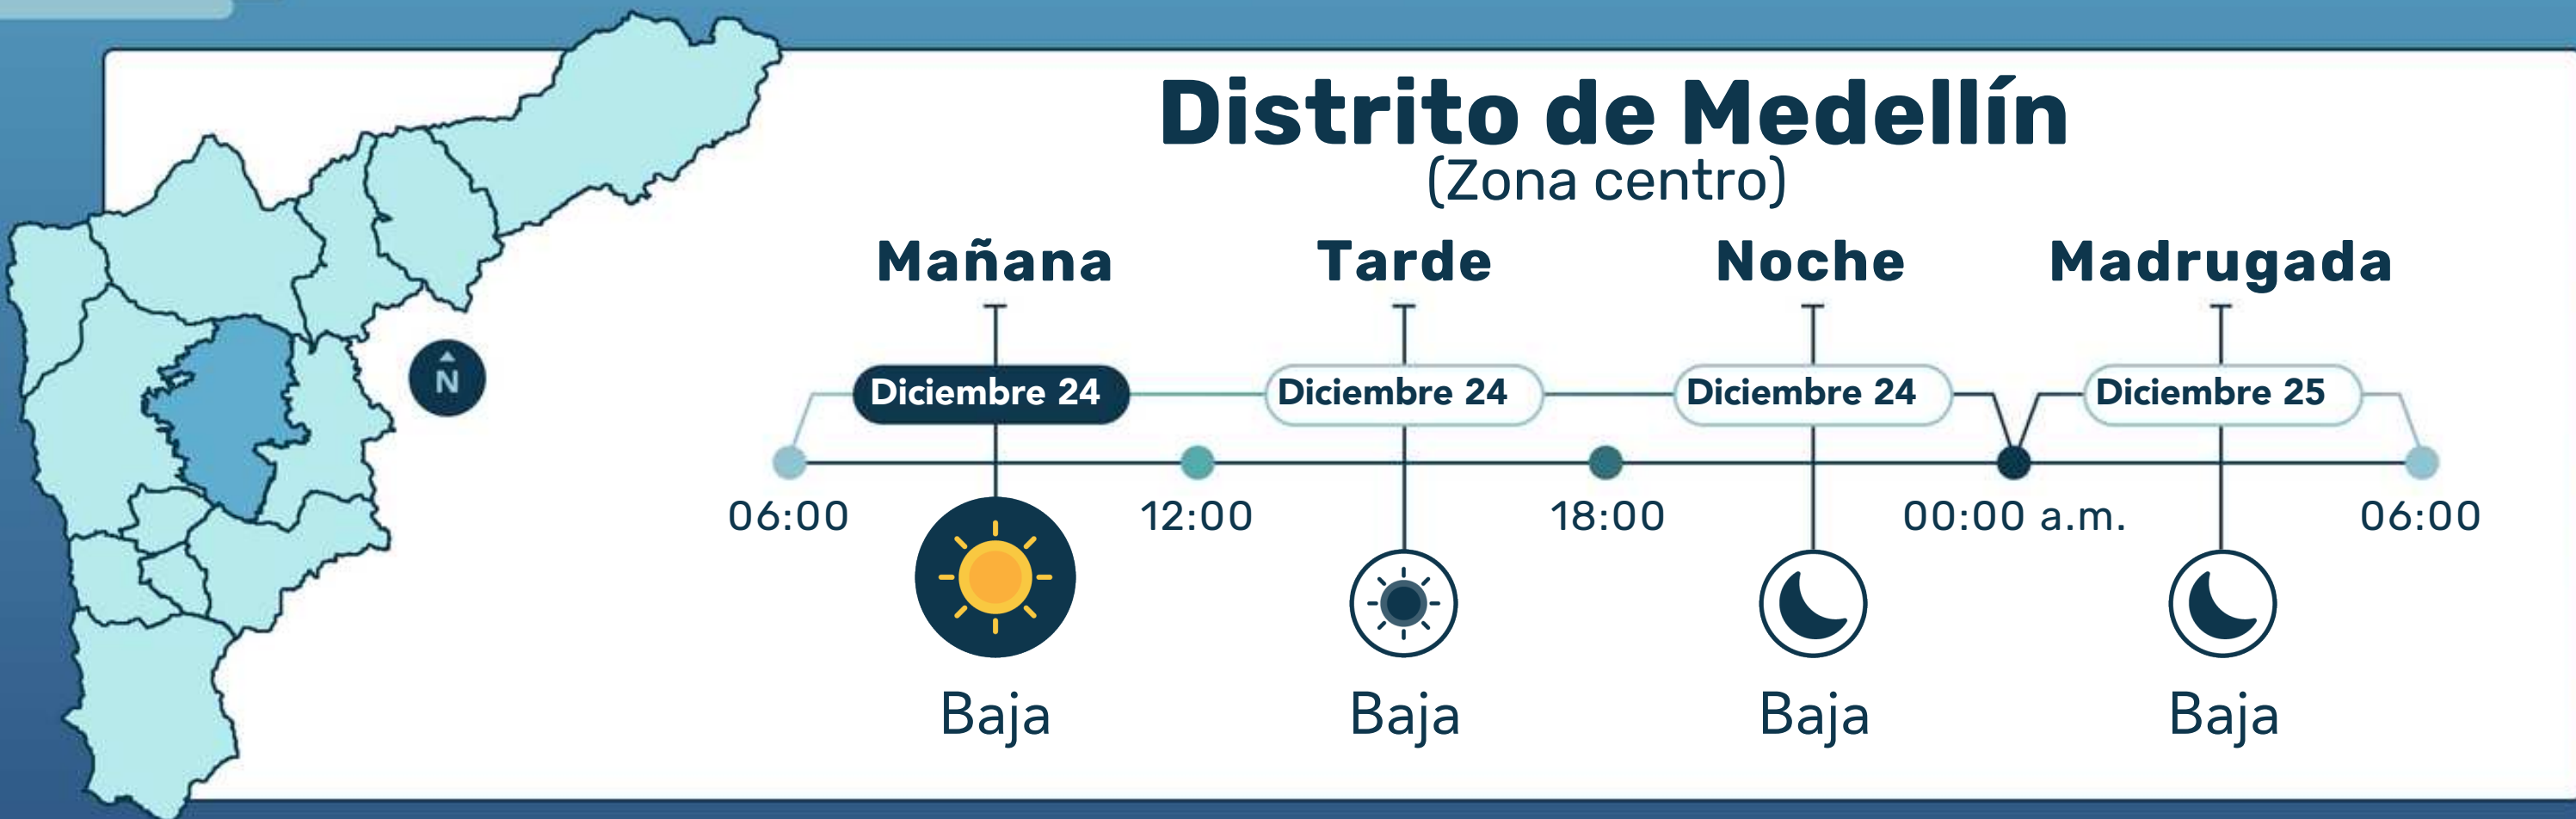 Distrito de Medellín
(Zona centro)
Mañana Tarde Noche Madrugada
Diciembre 24 Diciembre 24 Diciembre 24 Diciembre 25
N
06:00 12:00 18:00 00:00 a.m. 06:00
Baja Baja Baja Baja